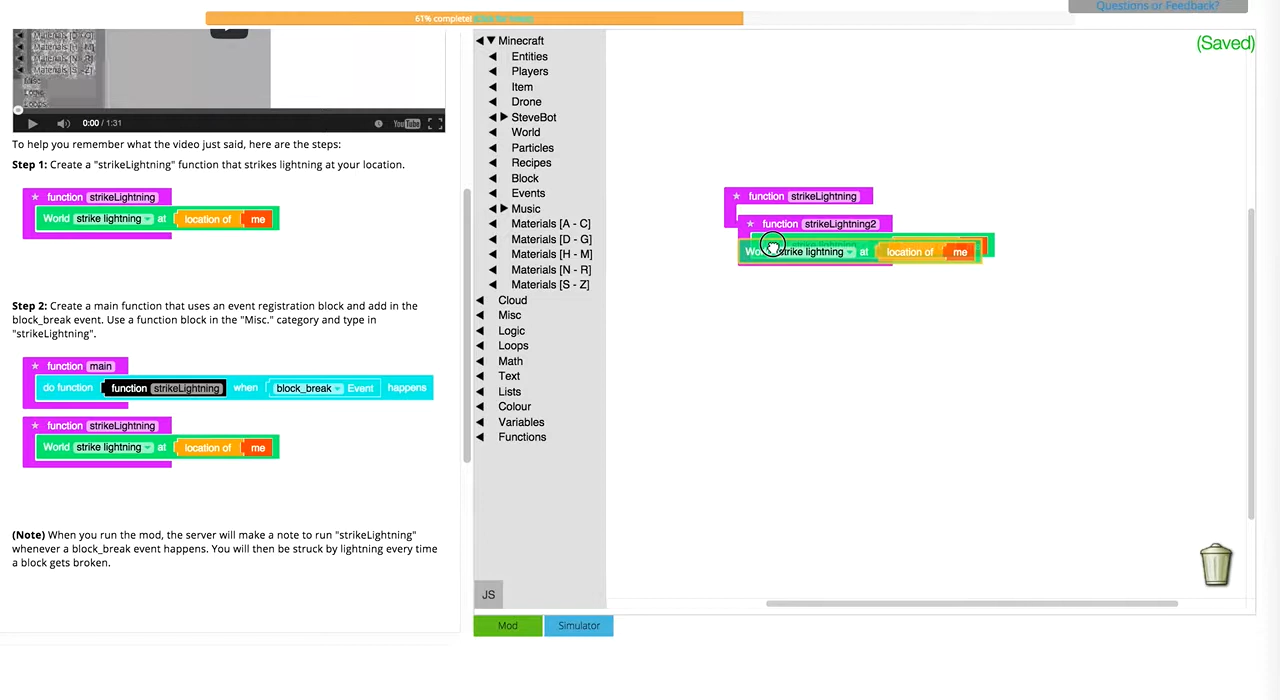 Questions or Feedback?
61% complete!
(Saved)
Materials [H - M]
Materials [N - R]
Materials [S - Z]
Misc
Loops
0:00 / 1:31
YouTube
To help you remember what the video just said, here are the steps:
Step 1: Create a "strikeLightning" function that strikes lightning at your location.
function strikeLightning
World strike lightning at location of me
Step 2: Create a main function that uses an event registration block and add in the
block_break event. Use a function block in the "Misc." category and type in
"strikeLightning".
function main
do function function strikeLightning when block_break Event happens
function strikeLightning
World strike lightning at location of me
(Note) When you run the mod, the server will make a note to run "strikeLightning"
whenever a block_break event happens. You will then be struck by lightning every time
a block gets broken.
Minecraft
Entities
Players
Item
Drone
SteveBot
World
Particles
Recipes
Block
Events
Music
Materials [A - C]
Materials [D - G]
Materials [H - M]
Materials [N - R]
Materials [S - Z]
Cloud
Misc
Logic
Loops
Math
Text
Lists
Colour
Variables
Functions
JS
Mod
Simulator
function strikeLightning
function strikeLightning2
strike lightning at location of me